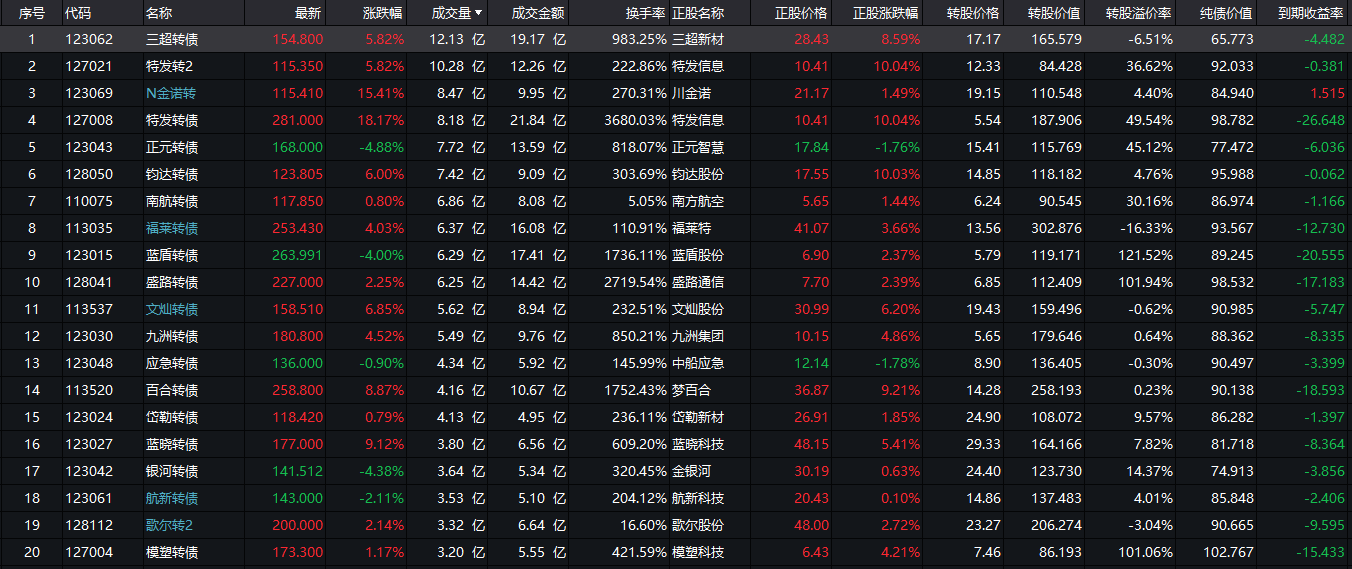 序号 代码 名称 最新 涨跌幅 成交量▼ 成交金额 换手率 正股名称 正股价格 正股涨跌幅 转股价格 转股价值 转股溢价率 纯债价值 到期收益率
1 123062 三超转债 154.800 5.82% 12.13 亿 19.17 亿 983.25% 三超新材 28.43 8.59% 17.17 165.579 -6.51% 65.773 -4.482
2 127021 特发转2 115.350 5.82% 10.28 亿 12.26 亿 222.86% 特发信息 10.41 10.04% 12.33 84.428 36.62% 92.033 -0.381
3 123069 N金诺转 115.410 15.41% 8.47 亿 9.95 亿 270.31% 川金诺 21.17 1.49% 19.15 110.548 4.40% 84.940 1.515
4 127008 特发转债 281.000 18.17% 8.18 亿 21.84 亿 3680.03% 特发信息 10.41 10.04% 5.54 187.906 49.54% 98.782 -26.648
5 123043 正元转债 168.000 -4.88% 7.72 亿 13.59 亿 818.07% 正元智慧 17.84 -1.76% 15.41 115.769 45.12% 77.472 -6.036
6 128050 钧达转债 123.805 6.00% 7.42 亿 9.09 亿 303.69% 钧达股份 17.55 10.03% 14.85 118.182 4.76% 95.988 -0.062
7 110075 南航转债 117.850 0.80% 6.86 亿 8.08 亿 5.05% 南方航空 5.65 1.44% 6.24 90.545 30.16% 86.974 -1.166
8 113035 福莱转债 253.430 4.03% 6.37 亿 16.08 亿 110.91% 福莱特 41.07 3.66% 13.56 302.876 -16.33% 93.567 -12.730
9 123015 蓝盾转债 263.991 -4.00% 6.29 亿 17.41 亿 1736.11% 蓝盾股份 6.90 2.37% 5.79 119.171 121.52% 89.245 -20.555
10 128041 盛路转债 227.000 2.25% 6.25 亿 14.42 亿 2719.54% 盛路通信 7.70 2.39% 6.85 112.409 101.94% 98.532 -17.183
11 113537 文灿转债 158.510 6.85% 5.62 亿 8.94 亿 232.51% 文灿股份 30.99 6.20% 19.43 159.496 -0.62% 90.985 -5.747
12 123030 九洲转债 180.800 4.52% 5.49 亿 9.76 亿 850.21% 九洲集团 10.15 4.86% 5.65 179.646 0.64% 88.362 -8.335
13 123048 应急转债 136.000 -0.90% 4.34 亿 5.92 亿 145.99% 中船应急 12.14 -1.78% 8.90 136.405 -0.30% 90.497 -3.399
14 113520 百合转债 258.800 8.87% 4.16 亿 10.67 亿 1752.43% 梦百合 36.87 9.21% 14.28 258.193 0.23% 90.138 -18.593
15 123024 岱勒转债 118.420 0.79% 4.13 亿 4.95 亿 236.11% 岱勒新材 26.91 1.85% 24.90 108.072 9.57% 86.282 -1.397
16 123027 蓝晓转债 177.000 9.12% 3.80 亿 6.56 亿 609.20% 蓝晓科技 48.15 5.41% 29.33 164.166 7.82% 81.718 -8.364
17 123042 银河转债 141.512 -4.38% 3.64 亿 5.34 亿 320.45% 金银河 30.19 0.63% 24.40 123.730 14.37% 74.913 -3.856
18 123061 航新转债 143.000 -2.11% 3.53 亿 5.10 亿 204.12% 航新科技 20.43 0.10% 14.86 137.483 4.01% 85.848 -2.406
19 128112 歌尔转2 200.000 2.14% 3.32 亿 6.64 亿 16.60% 歌尔股份 48.00 2.72% 23.27 206.274 -3.04% 90.665 -9.595
20 127004 模塑转债 173.300 1.17% 3.20 亿 5.55 亿 421.59% 模塑科技 6.43 4.21% 7.46 86.193 101.06% 102.767 -15.433